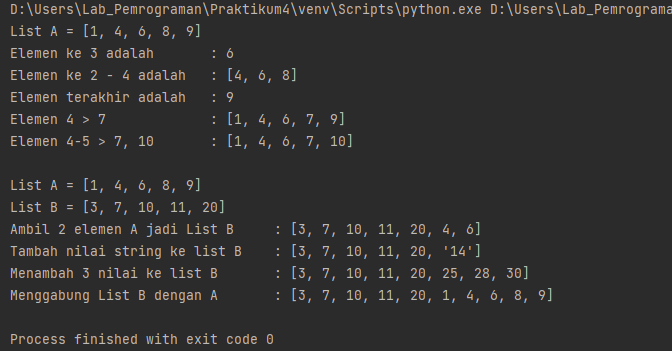 D:\Users\Lab_Pemrograman\Praktikum4\venv\Scripts\python.exe D:\Users\Lab_Pemrograma
List A = [1, 4, 6, 8, 9]
Elemen ke 3 adalah       : 6
Elemen ke 2 - 4 adalah   : [4, 6, 8]
Elemen terakhir adalah   : 9
Elemen 4 > 7             : [1, 4, 6, 7, 9]
Elemen 4-5 > 7, 10       : [1, 4, 6, 7, 10]
List A = [1, 4, 6, 8, 9]
List B = [3, 7, 10, 11, 20]
Ambil 2 elemen A jadi List B     : [3, 7, 10, 11, 20, 4, 6]
Tambah nilai string ke list B    : [3, 7, 10, 11, 20, '14']
Menambah 3 nilai ke list B       : [3, 7, 10, 11, 20, 25, 28, 30]
Menggabung List B dengan A       : [3, 7, 10, 11, 20, 1, 4, 6, 8, 9]
Process finished with exit code 0